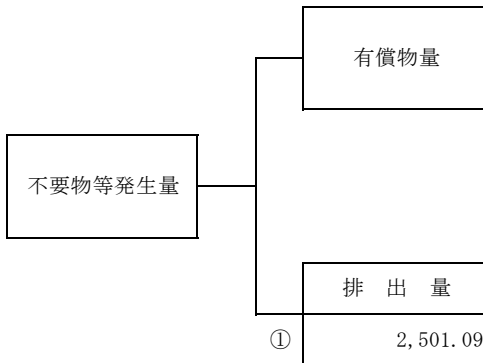 有償物量
不要物等発生量
排 出 量
① 2,501.09